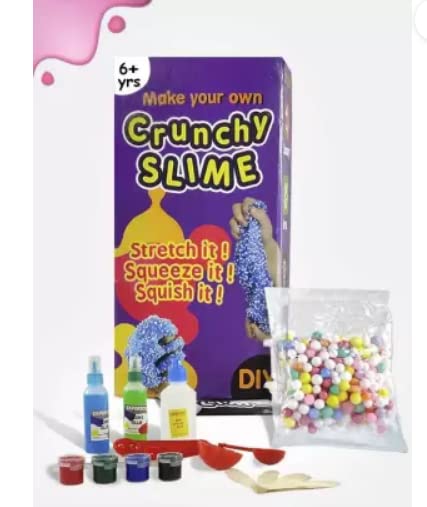 6+
yrs
Make your own
Crunchy
SLIME
Stretch it !
Squeeze it !
Squish it !
DIY